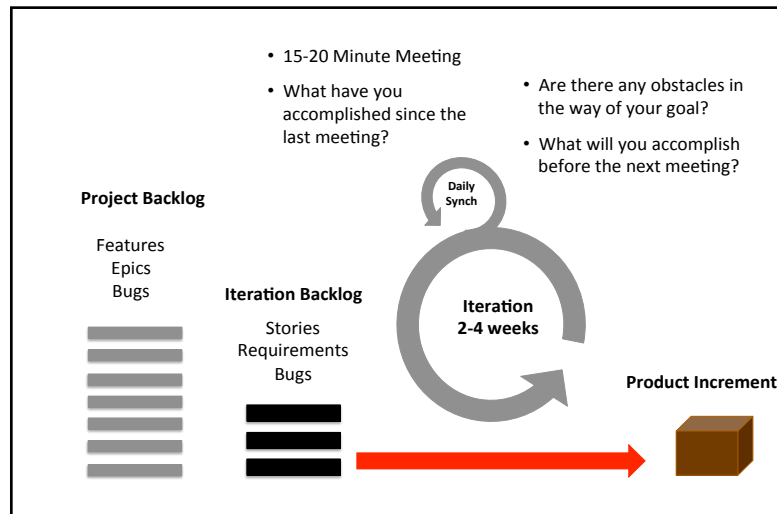 • 15-20 Minute Meeting
• What have you
accomplished since the
last meeting?
• Are there any obstacles in
the way of your goal?
• What will you accomplish
before the next meeting?
Daily
Synch
Project Backlog
Features
Epics
Bugs
Iteration Backlog
Stories
Requirements
Bugs
Iteration
2-4 weeks
Product Increment